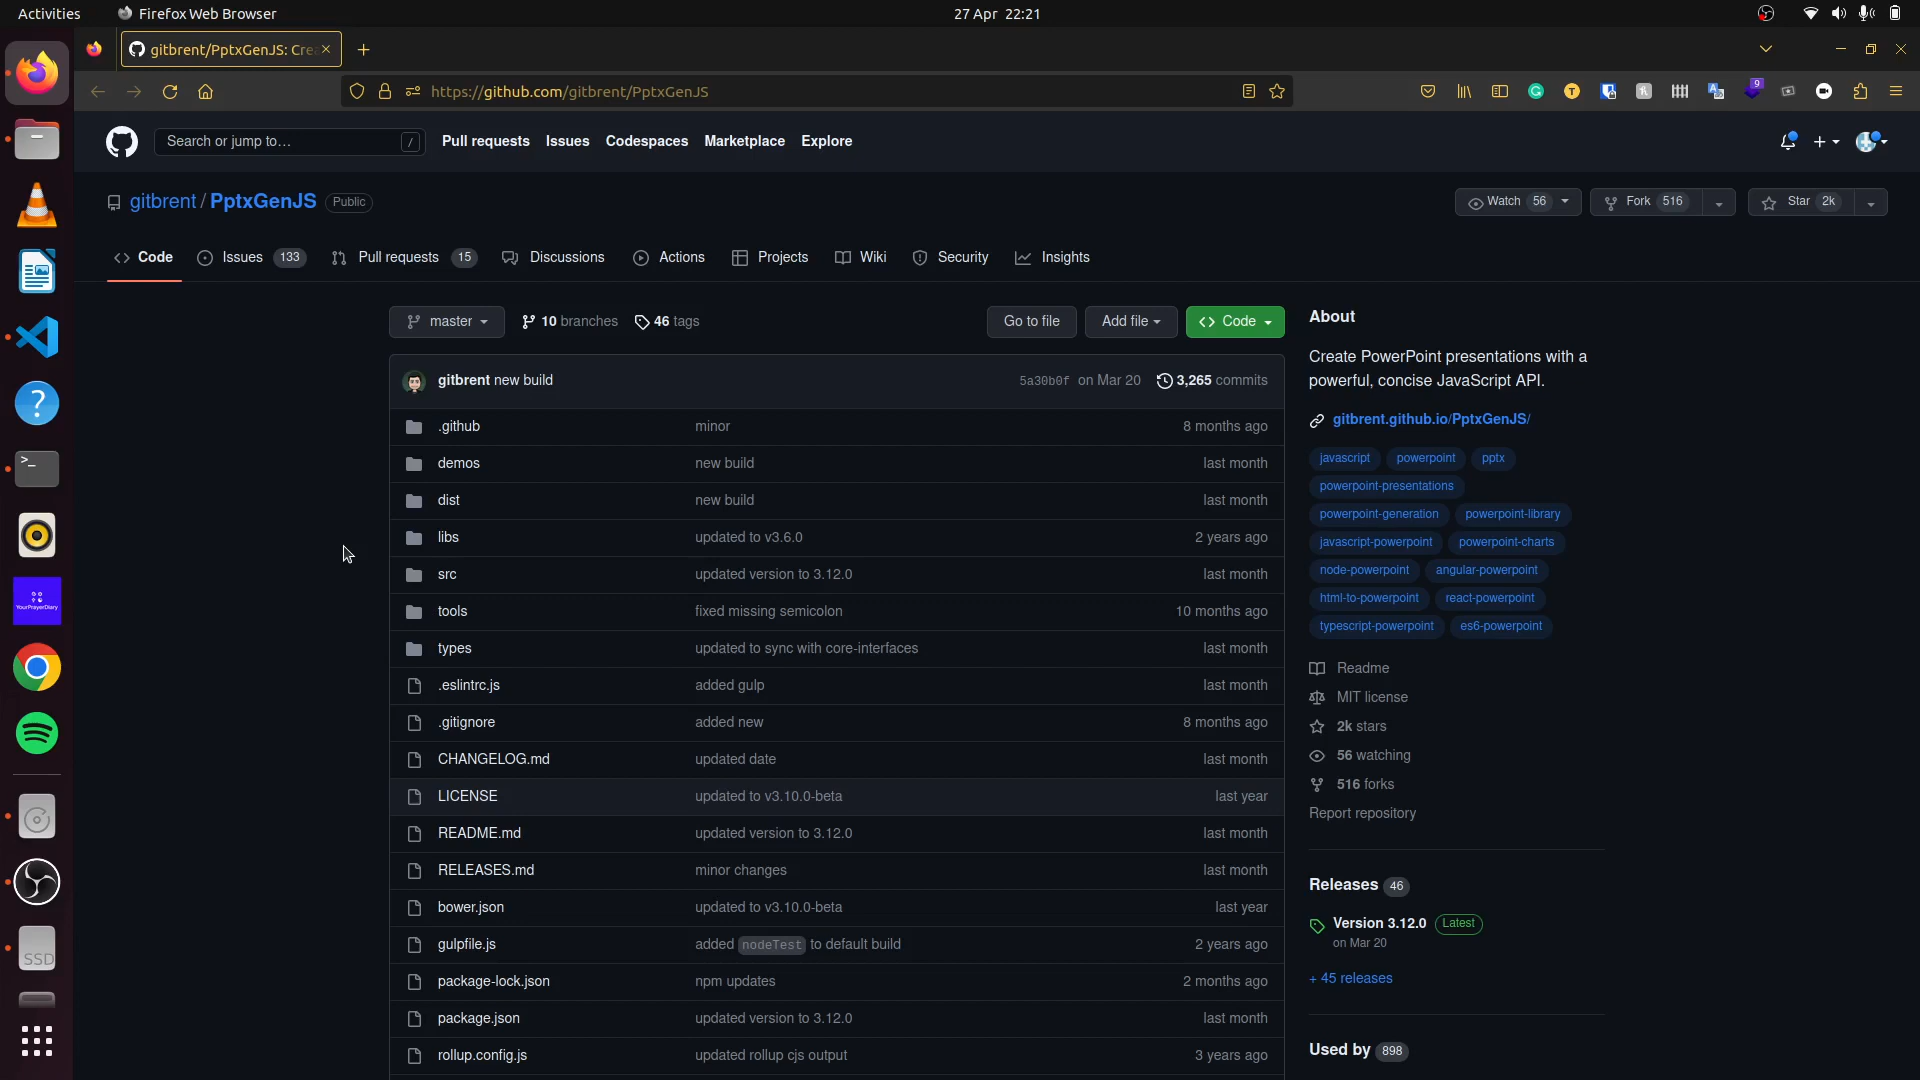 Activities Firefox Web Browser 27 Apr 22:21
gitbrent/PptxGenJS: Cre
https://github.com/gitbrent/PptxGenJS 9
Search or jump to… / Pull requests Issues Codespaces Marketplace Explore
gitbrent / PptxGenJS Public Watch 56 Fork 516 Star 2k
Code Issues 133 Pull requests 15 Discussions Actions Projects Wiki Security Insights
master 10 branches 46 tags Go to file Add file Code
gitbrent new build 5a30b0f on Mar 20 3,265 commits
.github minor 8 months ago
demos new build last month
dist new build last month
libs updated to v3.6.0 2 years ago
src updated version to 3.12.0 last month
tools fixed missing semicolon 10 months ago
types updated to sync with core-interfaces last month
.eslintrc.js added gulp last month
.gitignore added new 8 months ago
CHANGELOG.md updated date last month
LICENSE updated to v3.10.0-beta last year
README.md updated version to 3.12.0 last month
RELEASES.md minor changes last month
bower.json updated to v3.10.0-beta last year
gulpfile.js added nodeTest to default build 2 years ago
package-lock.json npm updates 2 months ago
package.json updated version to 3.12.0 last month
rollup.config.js updated rollup cjs output 3 years ago
About
Create PowerPoint presentations with a
powerful, concise JavaScript API.
gitbrent.github.io/PptxGenJS/
javascript powerpoint pptx
powerpoint-presentations
powerpoint-generation powerpoint-library
javascript-powerpoint powerpoint-charts
node-powerpoint angular-powerpoint
html-to-powerpoint react-powerpoint
typescript-powerpoint es6-powerpoint
Readme
MIT license
2k stars
56 watching
516 forks
Report repository
Releases 46
Version 3.12.0 Latest
on Mar 20
+ 45 releases
Used by 898
YourPrayerDiary
SSD